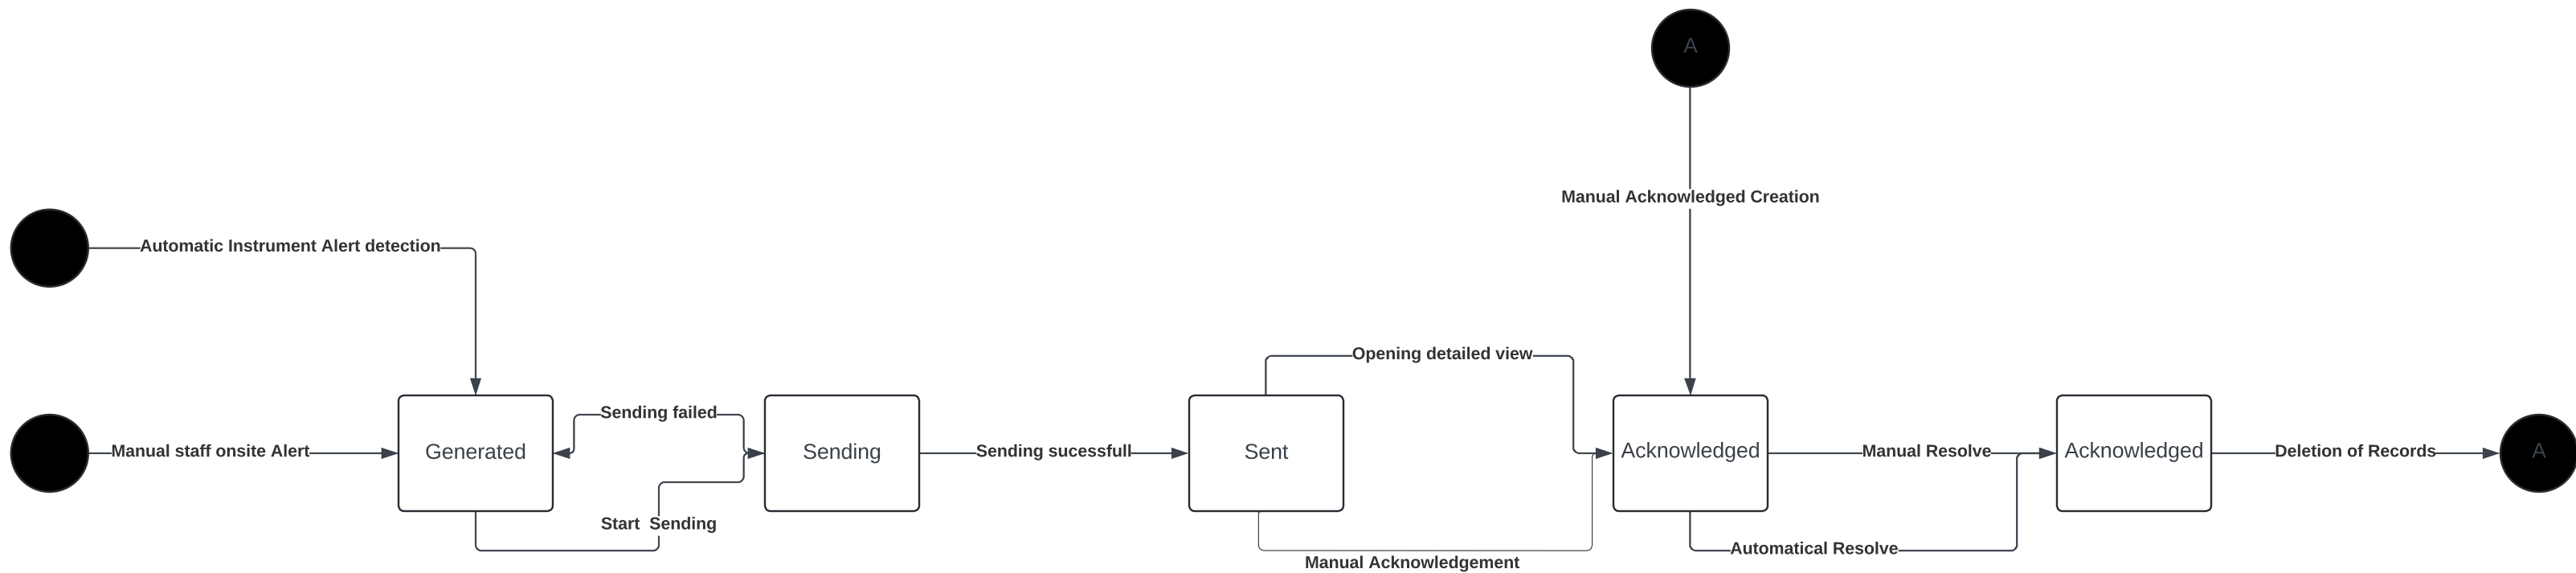 A
Manual Acknowledged Creation
Automatic Instrument Alert detection
Opening detailed view
Sending failed
Manual staff onsite Alert
Generated
Sending
Sending sucessfull
Sent
Acknowledged
Manual Resolve
Acknowledged
Deletion of Records
A
Start  Sending
Automatical Resolve
Manual Acknowledgement